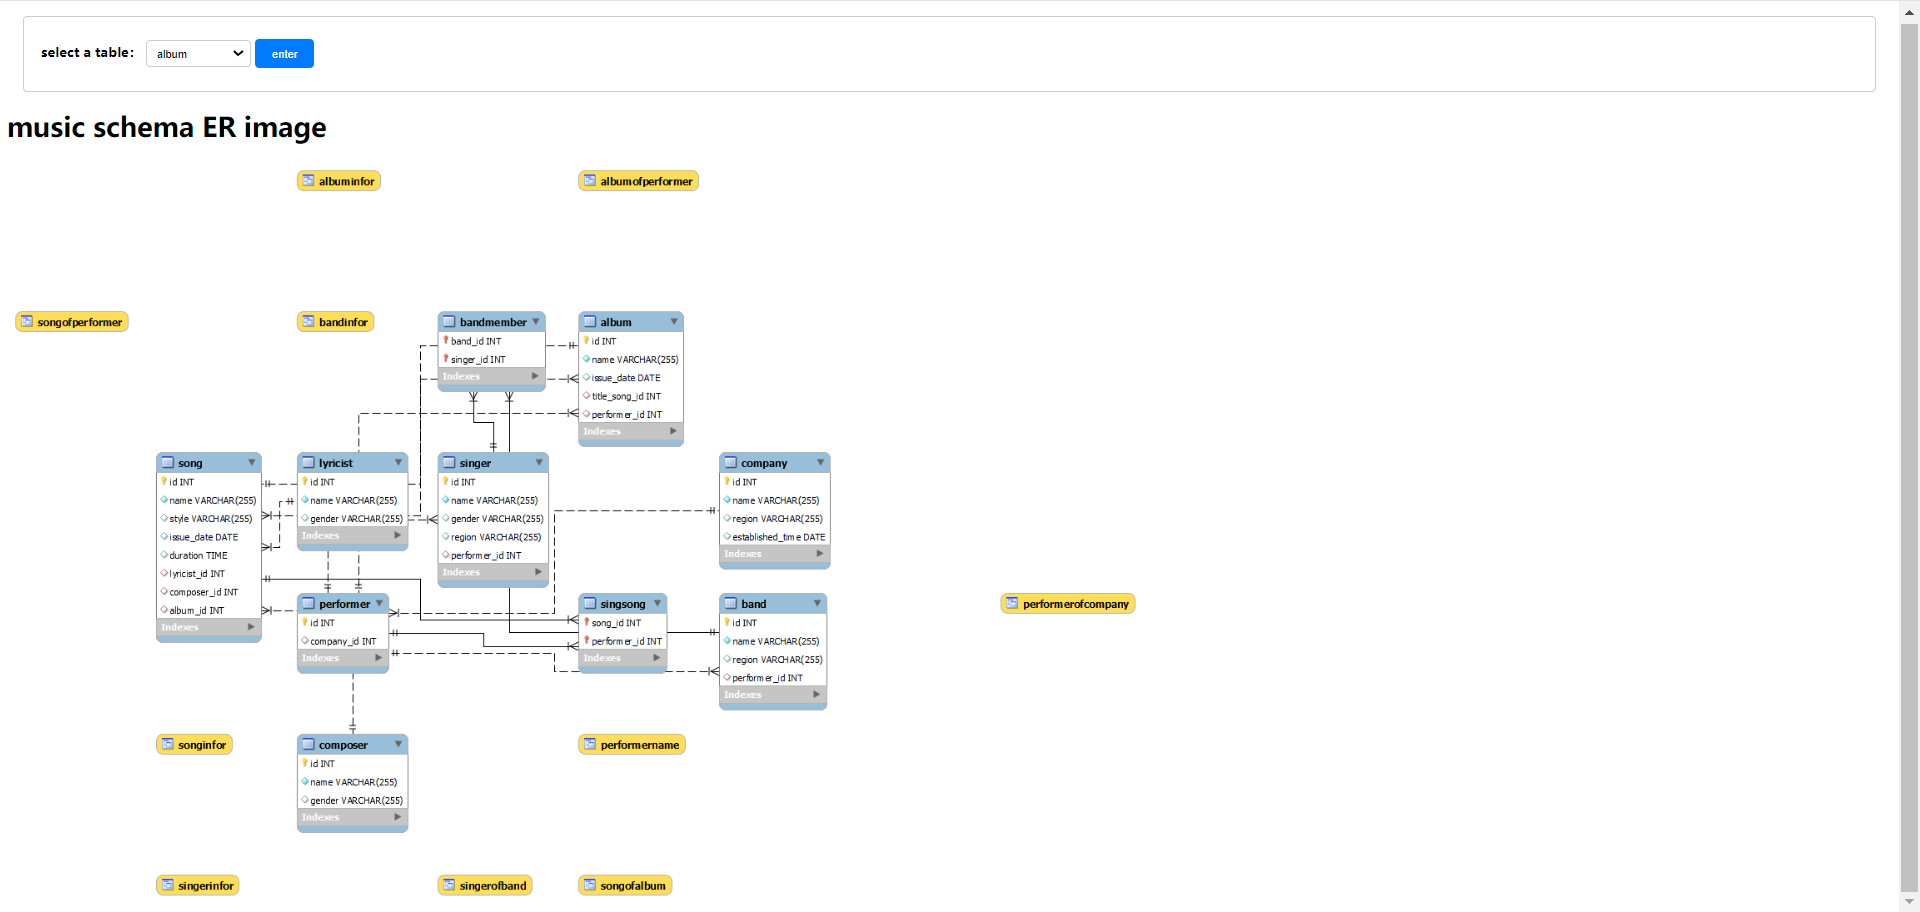 select a table:
album
enter
music schema ER image
albuminfor
albumofperformer
songofperformer
bandinfor
bandmember
band_id INT
singer_id INT
Indexes
album
id INT
name VARCHAR(255)
issue_date DATE
title_song_id INT
performer_id INT
Indexes
song
id INT
name VARCHAR(255)
style VARCHAR(255)
issue_date DATE
duration TIME
lyricist_id INT
composer_id INT
album_id INT
Indexes
lyricist
id INT
name VARCHAR(255)
gender VARCHAR(255)
Indexes
singer
id INT
name VARCHAR(255)
gender VARCHAR(255)
region VARCHAR(255)
performer_id INT
Indexes
company
id INT
name VARCHAR(255)
region VARCHAR(255)
established_time DATE
Indexes
performer
id INT
company_id INT
Indexes
singsong
song_id INT
performer_id INT
Indexes
band
id INT
name VARCHAR(255)
region VARCHAR(255)
performer_id INT
Indexes
performerofcompany
songinfor
composer
id INT
name VARCHAR(255)
gender VARCHAR(255)
Indexes
performername
singerinfor
singerofband
songofalbum